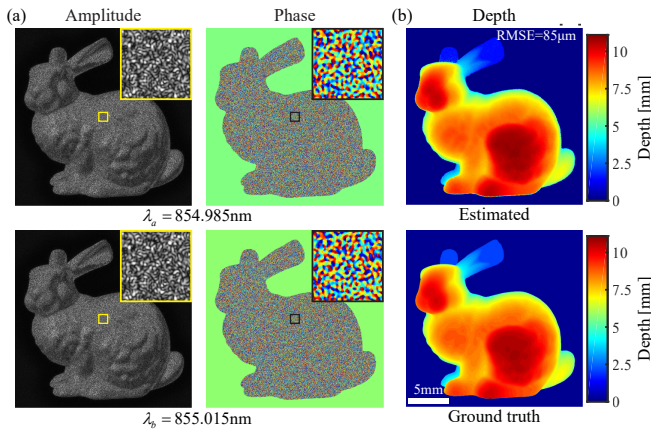 (a) Amplitude Phase (b) Depth
RMSE=85μm
10
7.5
5
2.5
0
Depth [mm]
λa = 854.985nm
Estimated
10
7.5
5
2.5
0
Depth [mm]
5mm
λb = 855.015nm
Ground truth